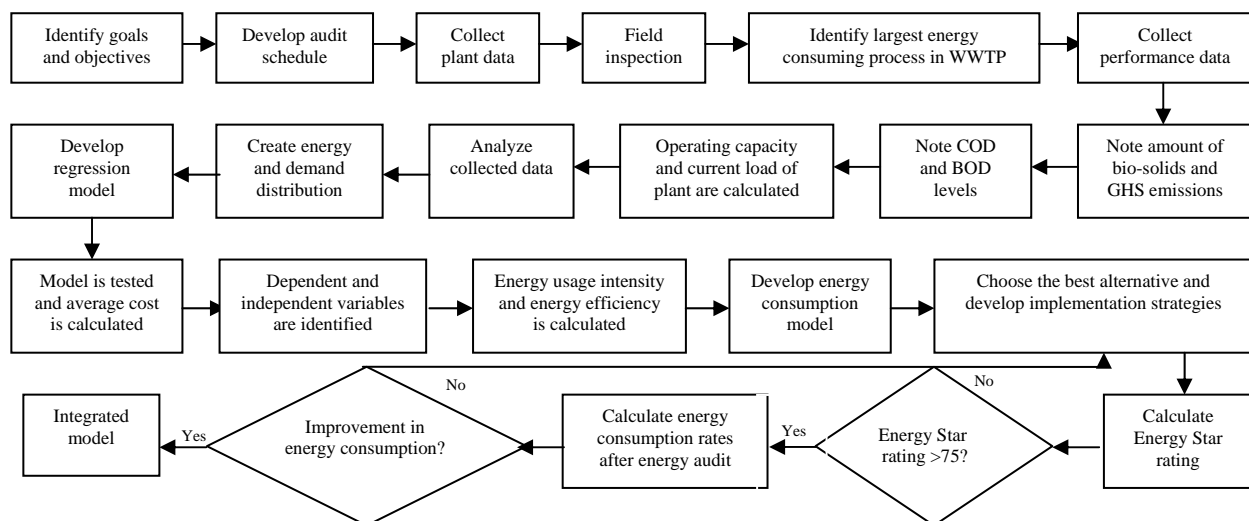 Identify goals
and objectives
Develop audit
schedule
Collect
plant data
Field
inspection
Identify largest energy
consuming process in WWTP
Collect
performance data
Note amount of
bio-solids and
GHS emissions
Note COD
and BOD
levels
Operating capacity
and current load of
plant are calculated
Analyze
collected data
Create energy
and demand
distribution
Develop
regression
model
Model is tested
and average cost
is calculated
Dependent and
independent variables
are identified
Energy usage intensity
and energy efficiency
is calculated
Develop energy
consumption
model
Choose the best alternative and
develop implementation strategies
Calculate
Energy Star
rating
No
Energy Star
rating >75?
Yes
Calculate energy
consumption rates
after energy audit
No
Improvement in
energy consumption?
Yes
Integrated
model